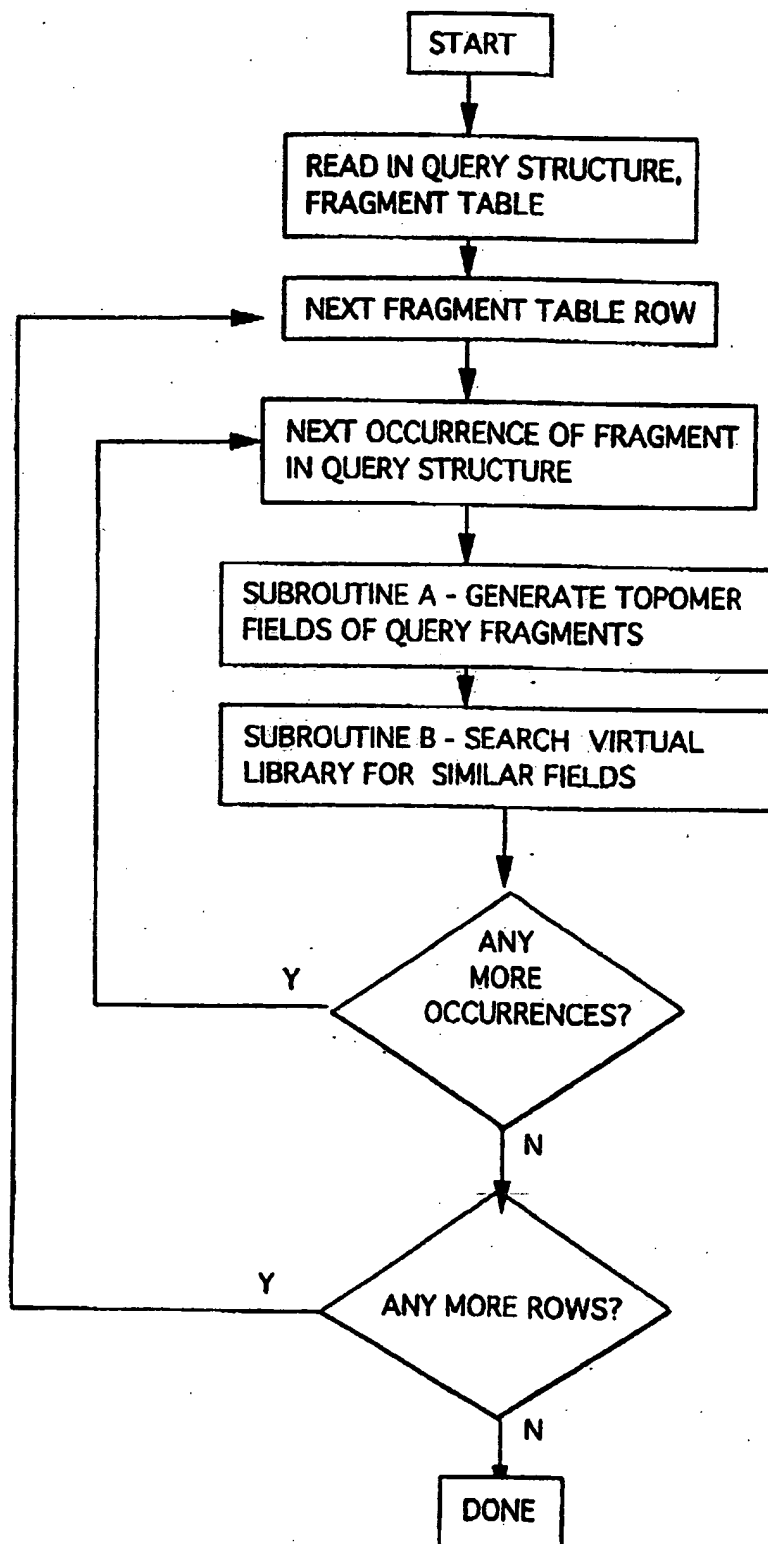 START
READ IN QUERY STRUCTURE,
FRAGMENT TABLE
NEXT FRAGMENT TABLE ROW
NEXT OCCURRENCE OF FRAGMENT
IN QUERY STRUCTURE
SUBROUTINE A - GENERATE TOPOMER
FIELDS OF QUERY FRAGMENTS
SUBROUTINE B - SEARCH VIRTUAL
LIBRARY FOR SIMILAR FIELDS
ANY
MORE
OCCURRENCES?
Y
N
ANY MORE ROWS?
Y
N
DONE